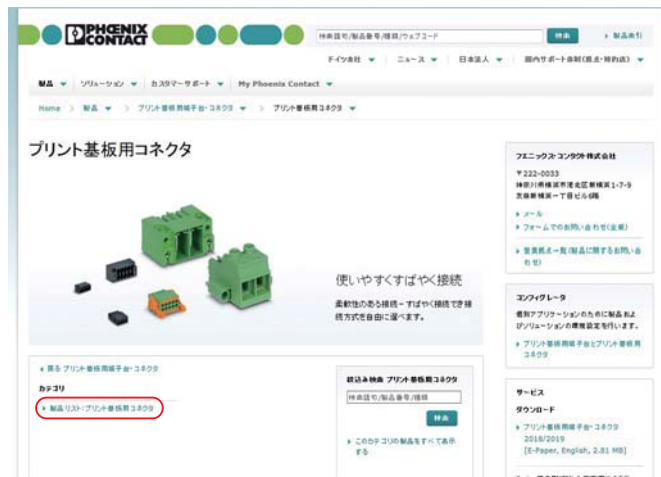 PHŒNIX
CONTACT
検索語句/製品番号/種類/ウェブコード
検索
製品索引
ドイツ本社
ニュース
日本法人
国内サポート体制(拠点・特約店)
製品
ソリューション
カスタマーサポート
My Phoenix Contact
Home > 製品 > プリント基板用端子台・コネクタ > プリント基板用コネクタ
プリント基板用コネクタ
使いやすくすばやく接続
柔軟性のある接続 - すばやく接続でき接
続方式を自由に選べます。
戻る プリント基板用端子台・コネクタ
カテゴリ
製品リスト:プリント基板用コネクタ
絞込み検索 プリント基板用コネクタ
検索語句/製品番号/種類
検索
このカテゴリの製品をすべて表示
する
フエニックス・コンタクト株式会社
〒222-0033
神奈川県横浜市港北区新横浜1-7-9
友泉新横浜一丁目ビル6階
メール
フォームでのお問い合わせ(企業)
営業拠点一覧(製品に関するお問い合
わせ)
コンフィグレータ
個別アプリケーションのために製品およ
びソリューションの環境設定を行います。
プリント基板用端子台とプリント基板用
コネクタ
サービス
ダウンロード
プリント基板用端子台・コネクタ
2018/2019
[E-Paper, English, 2.81 MB]